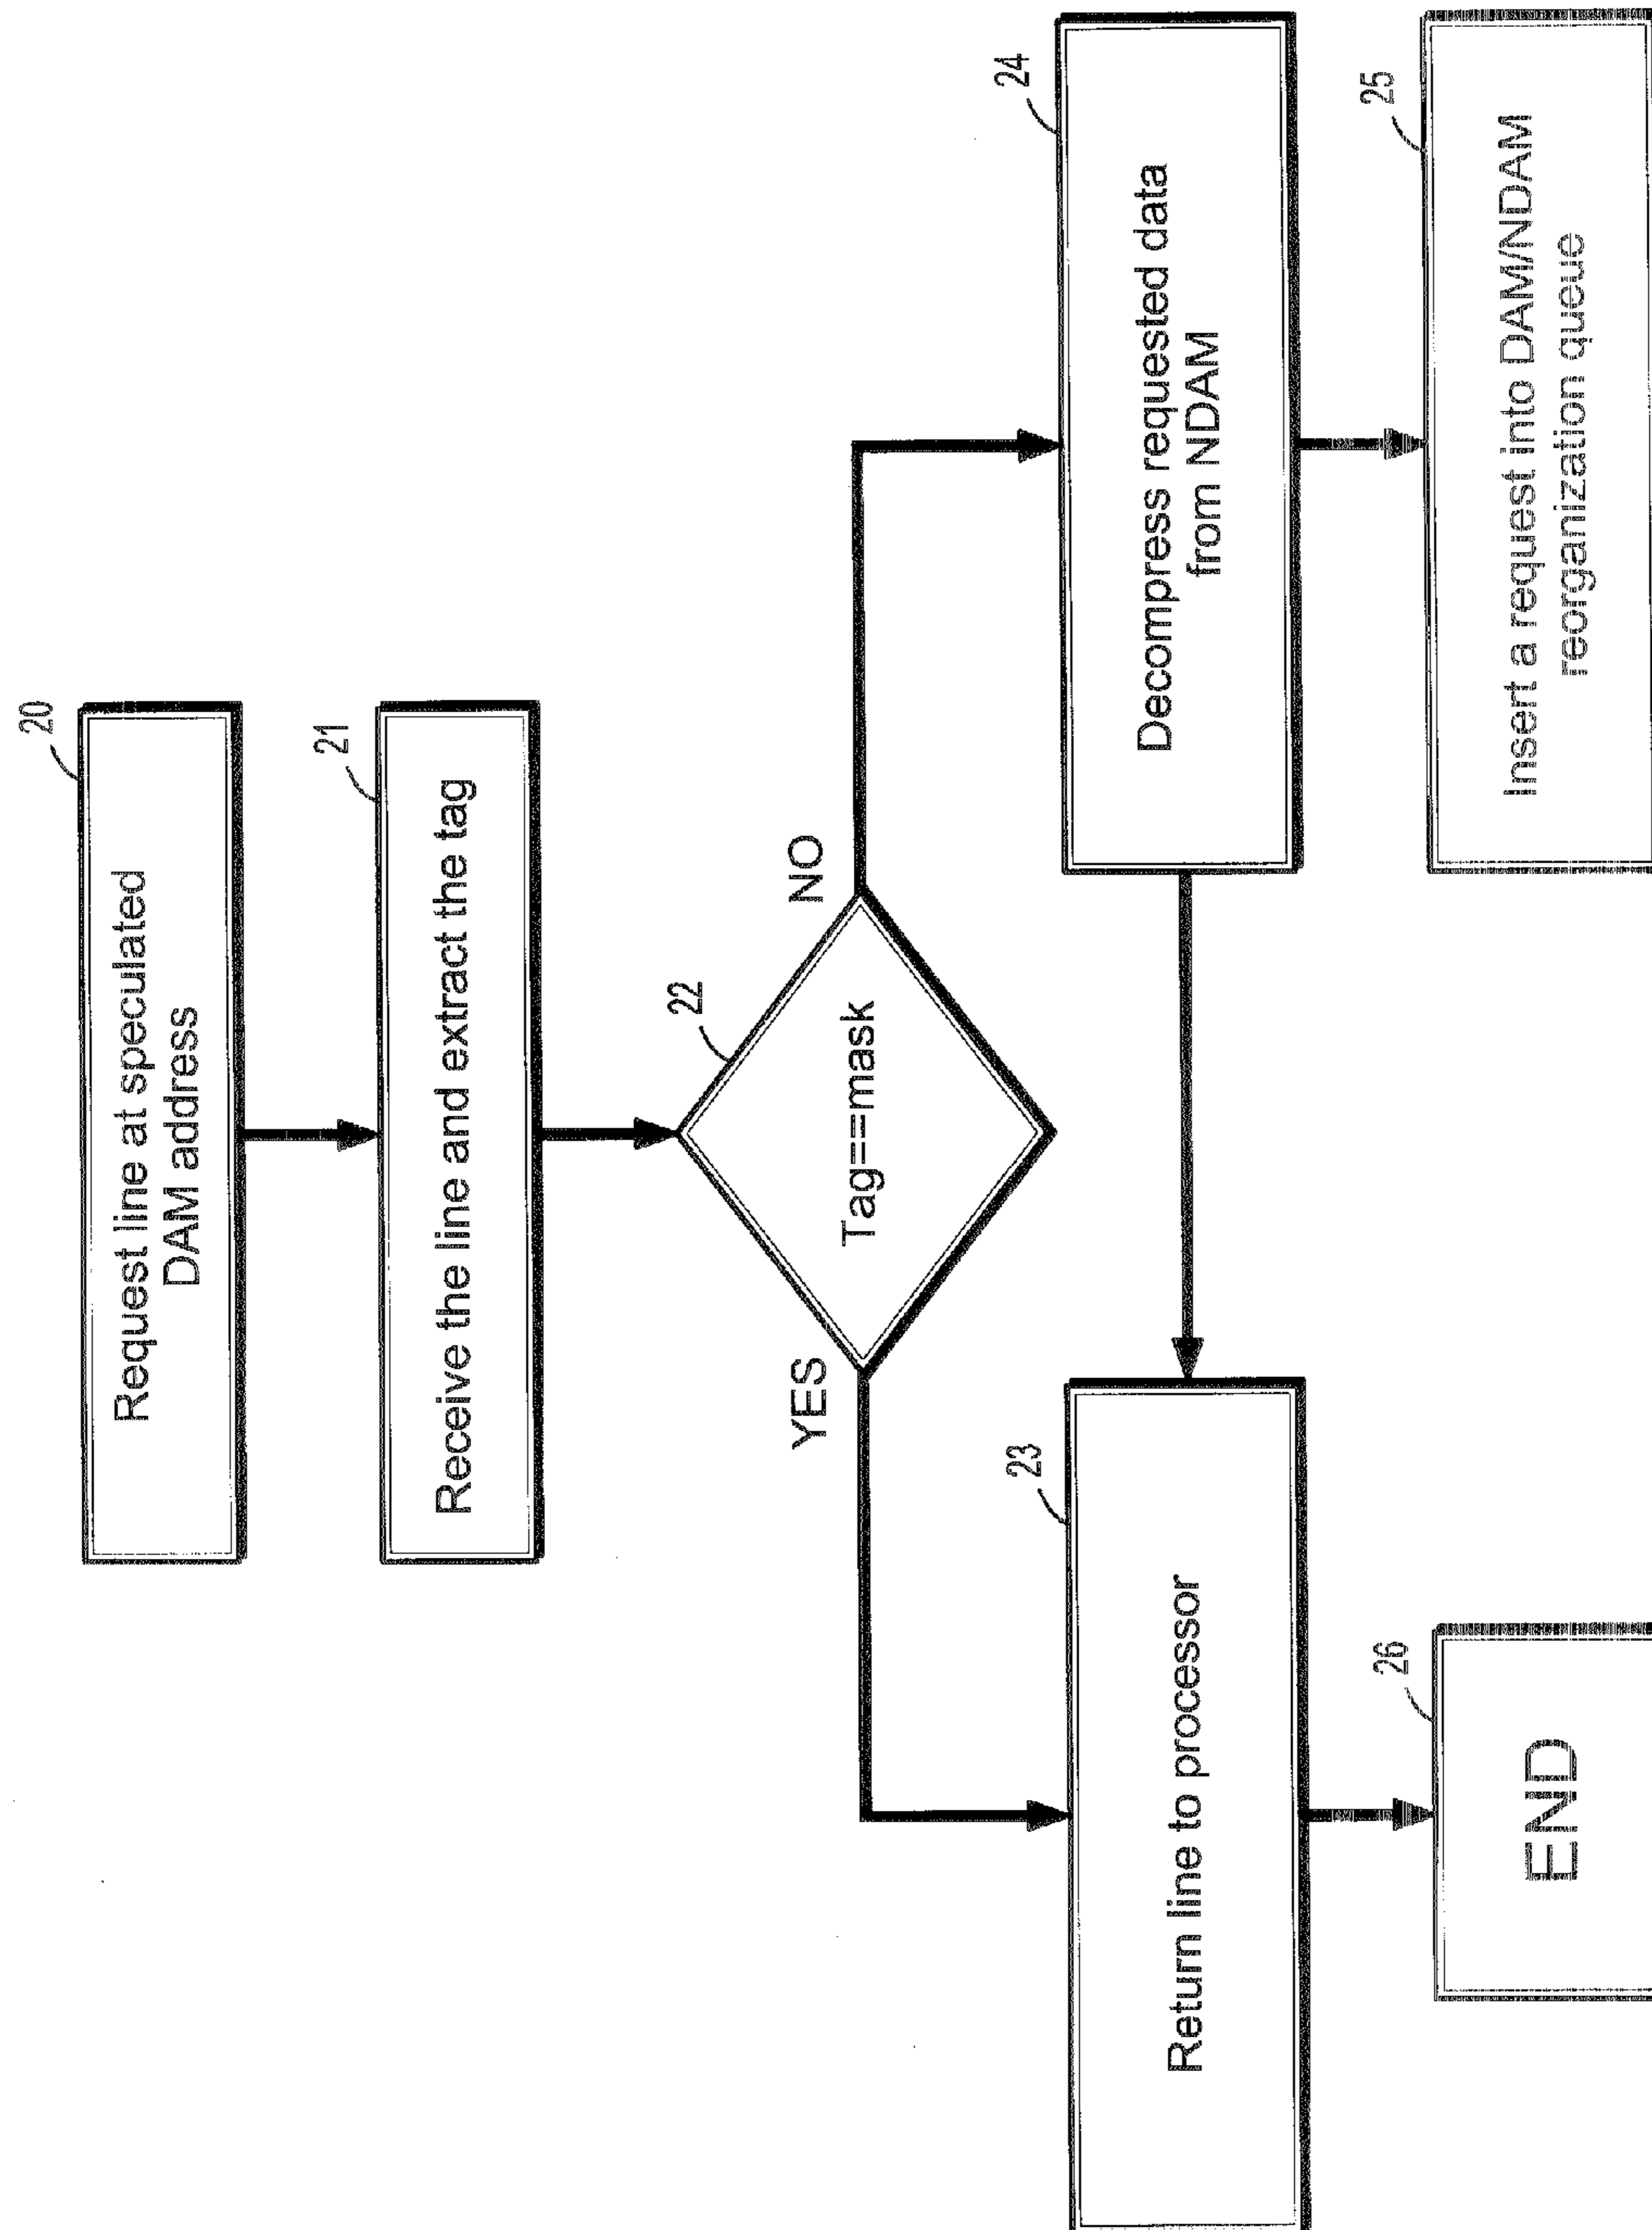 20
Request line at speculated
DAM address
21
Receive the line and extract the tag
22
Tag==mask
YES
NO
23
Return line to processor
24
Decompress requested data
from NDAM
26
END
25
Insert a request into DAM/NDAM
reorganization queue